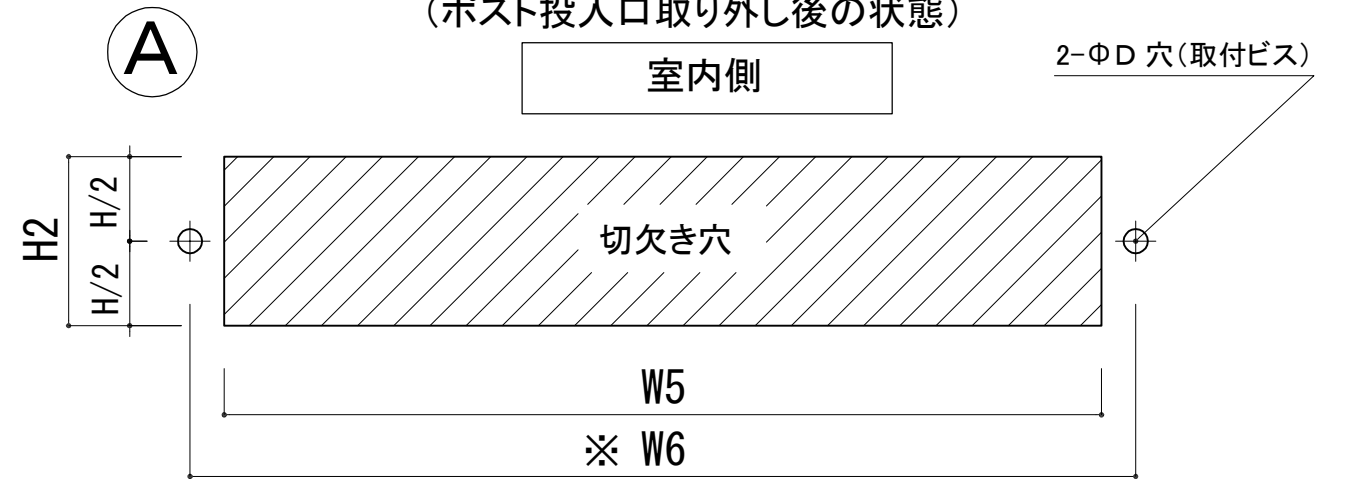 (ポスト投入口取り外し後の状態)
A
室内側
2-ΦD 穴(取付ビス)
H2
H/2
H/2
切欠き穴
W5
※ W6